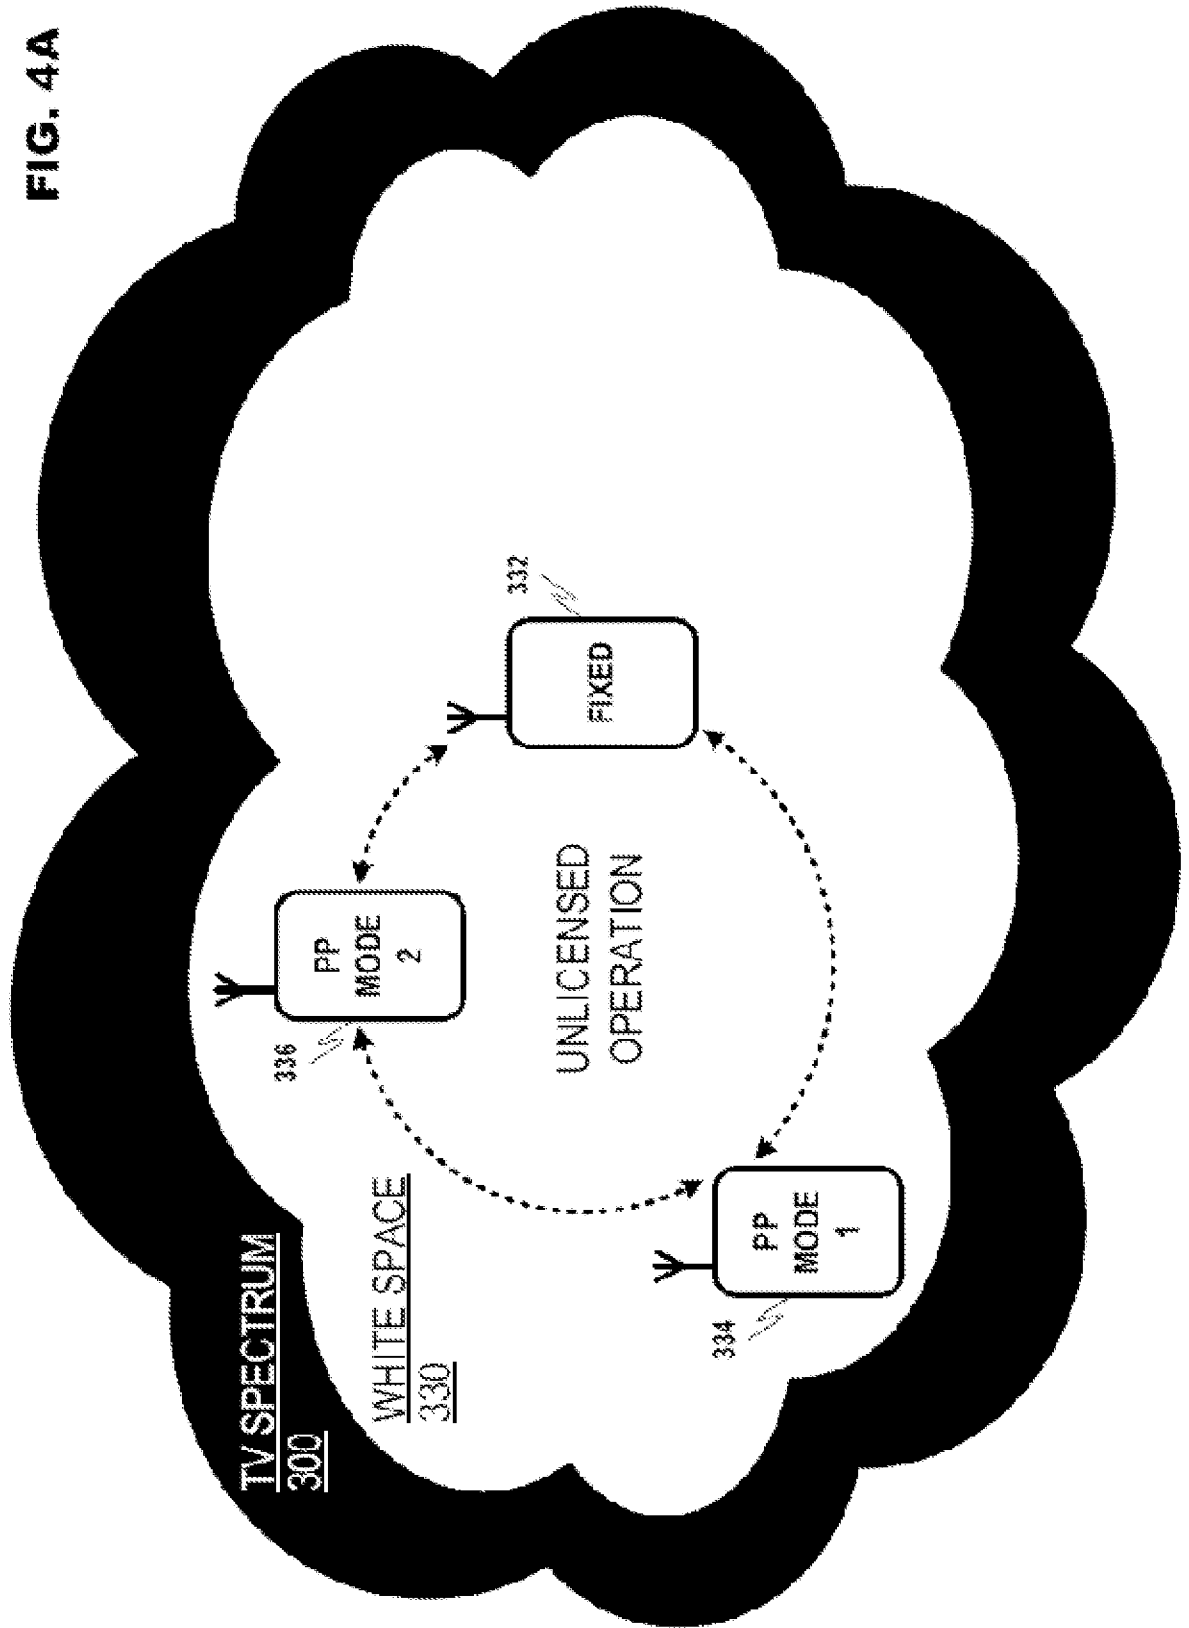 FIG. 4A
TV SPECTRUM
300
WHITE SPACE
330
336
PP
MODE
2
332
FIXED
UNLICENSED
OPERATION
334
PP
MODE
1